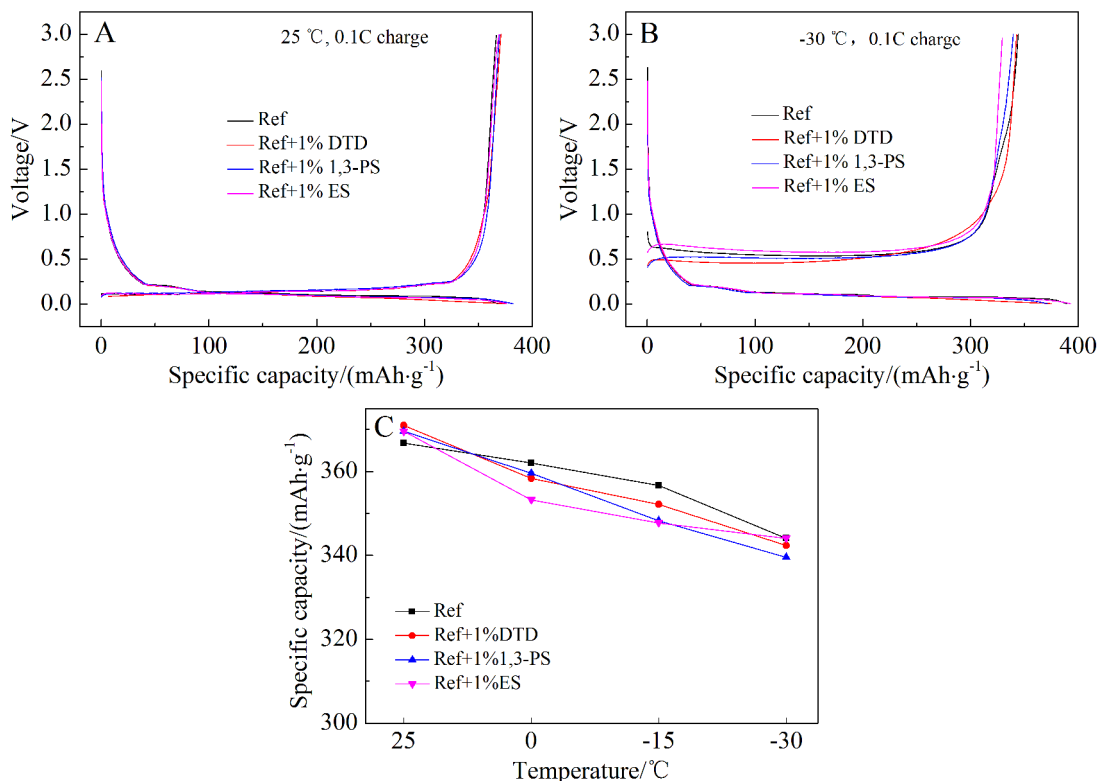 A
25 ℃, 0.1C charge
Ref
Ref+1% DTD
Ref+1% 1,3-PS
Ref+1% ES
Voltage/V
3.0
2.5
2.0
1.5
1.0
0.5
0.0
0
100
200
300
400
Specific capacity/(mAh·g⁻¹)
B
-30 ℃, 0.1C charge
Ref
Ref+1% DTD
Ref+1% 1,3-PS
Ref+1% ES
Voltage/V
3.0
2.5
2.0
1.5
1.0
0.5
0.0
0
100
200
300
400
Specific capacity/(mAh·g⁻¹)
C
Ref
Ref+1%DTD
Ref+1%1,3-PS
Ref+1%ES
Specific capacity/(mAh·g⁻¹)
360
340
320
300
25
0
-15
-30
Temperature/℃